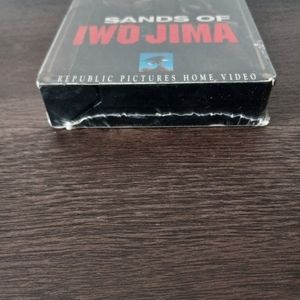 SANDS OF
IWO JIMA
REPUBLIC PICTURES HOME VIDEO